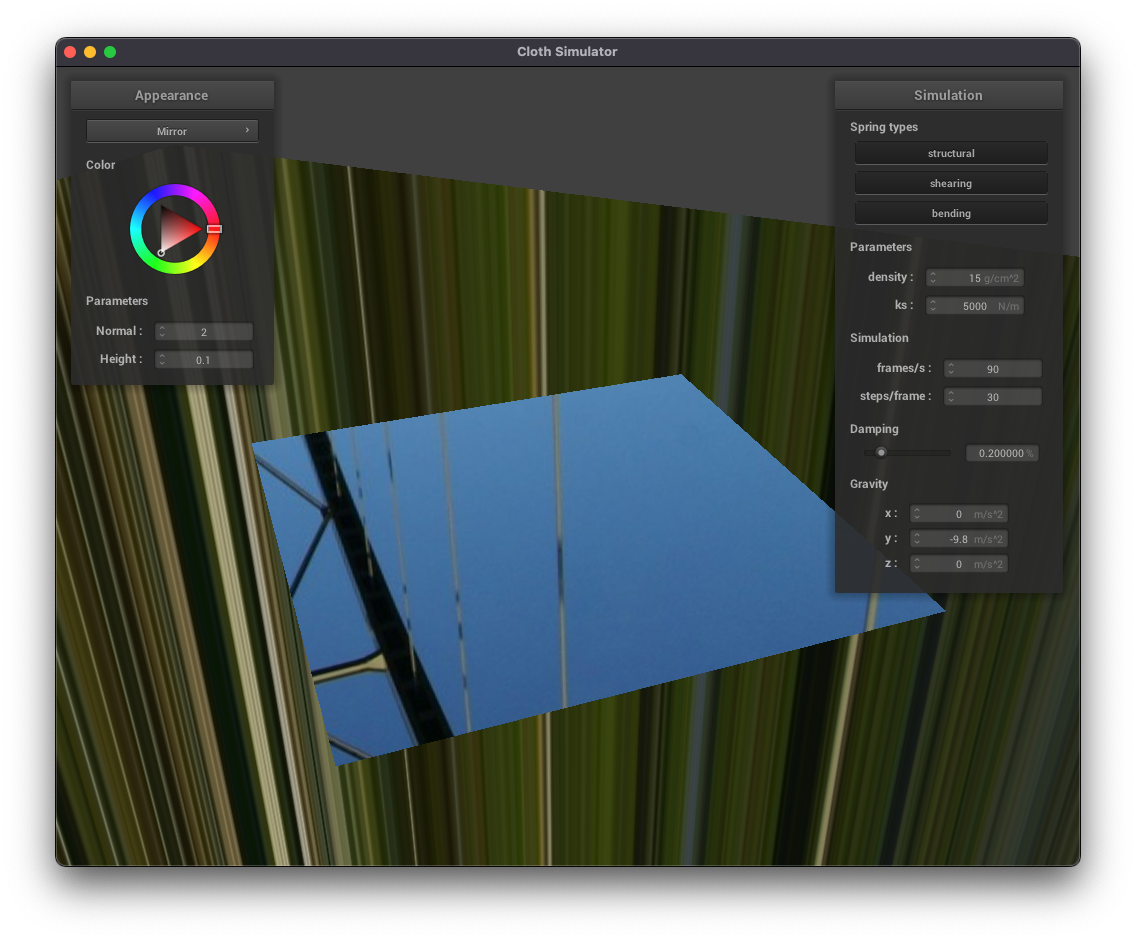 Cloth Simulator
Appearance
Mirror
Color
Parameters
Normal : 2
Height : 0.1
Simulation
Spring types
structural
shearing
bending
Parameters
density : 15 g/cm^2
ks : 5000 N/m
Simulation
frames/s : 90
steps/frame : 30
Damping
0.200000 %
Gravity
x : 0 m/s^2
y : -9.8 m/s^2
z : 0 m/s^2